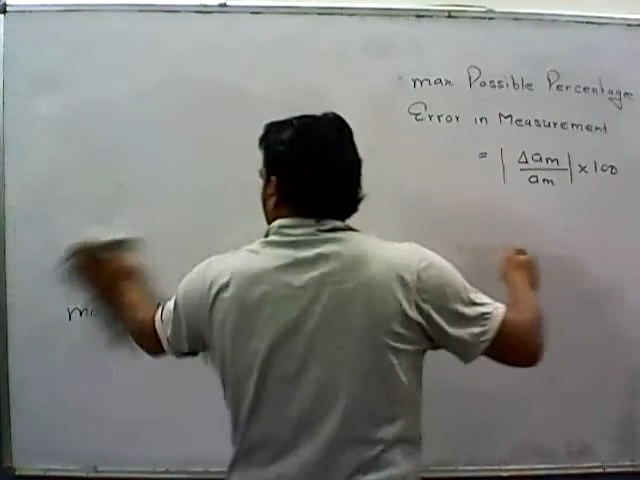 max Possible Percentage
Error in Measurement
= | Δam / am | × 100